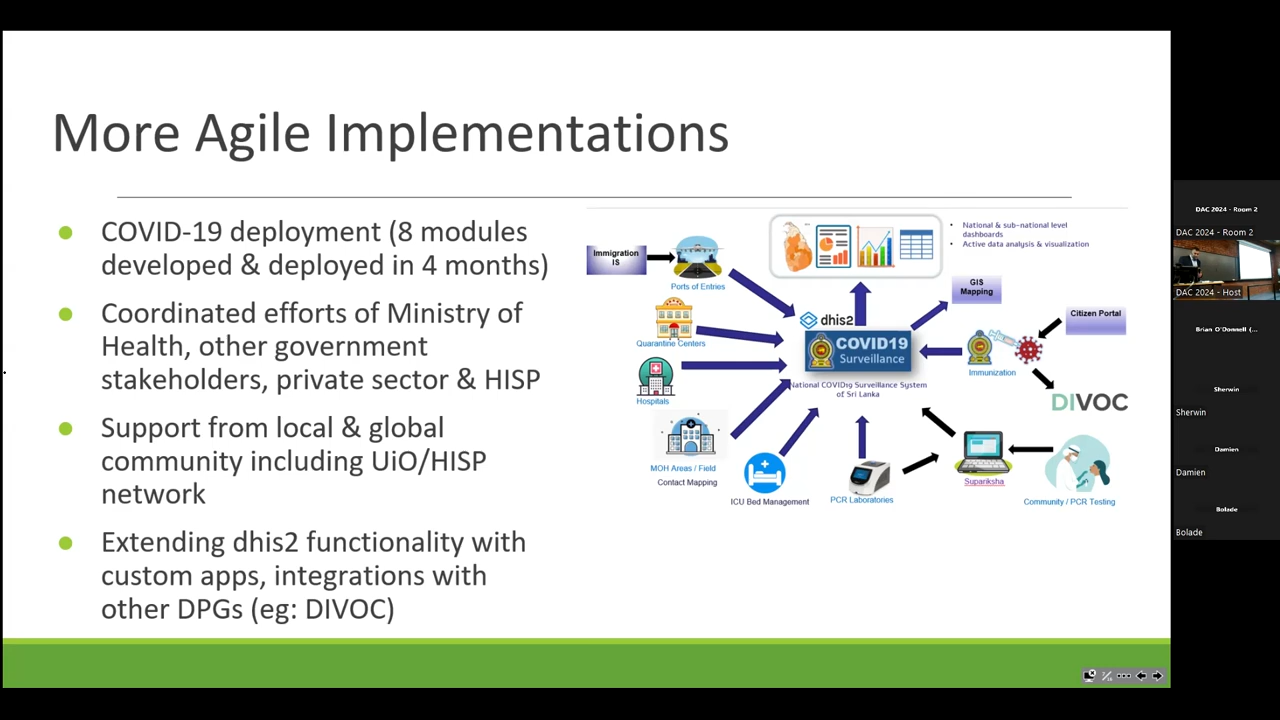 More Agile Implementations
COVID-19 deployment (8 modules
developed & deployed in 4 months)
Coordinated efforts of Ministry of
Health, other government
stakeholders, private sector & HISP
Support from local & global
community including UiO/HISP
network
Extending dhis2 functionality with
custom apps, integrations with
other DPGs (eg: DIVOC)
Immigration
IS
Ports of Entries
Quarantine Centers
Hospitals
MOH Areas / Field
Contact Mapping
ICU Bed Management
PCR Laboratories
dhis2
COVID19
Surveillance
National COVID19 Surveillance System
of Sri Lanka
National & sub-national level
dashboards
Active data analysis & visualization
GIS
Mapping
Citizen Portal
Immunization
DIVOC
Supariksha
Community / PCR Testing
DAC 2024 - Room 2
DAC 2024 - Room 2
DAC 2024 - Host
Brian O'Donnell (...
Sherwin
Sherwin
Damien
Damien
Bolade
Bolade